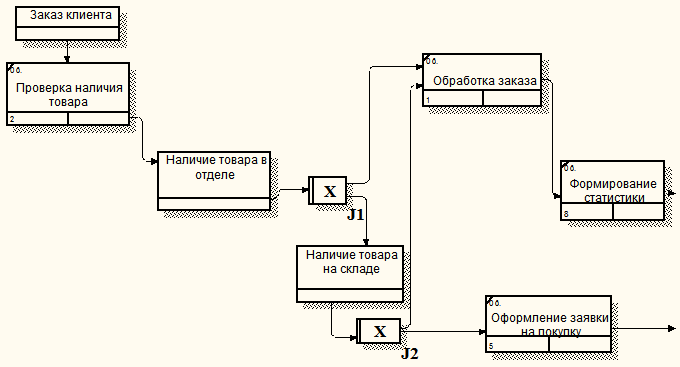 Заказ клиента
0б.
Проверка наличия
товара
2
Наличие товара в
отделе
X
J1
0б.
Обработка заказа
1
0б.
Формирование
статистики
8
Наличие товара
на складе
X
J2
0б.
Оформление заявки
на покупку
5